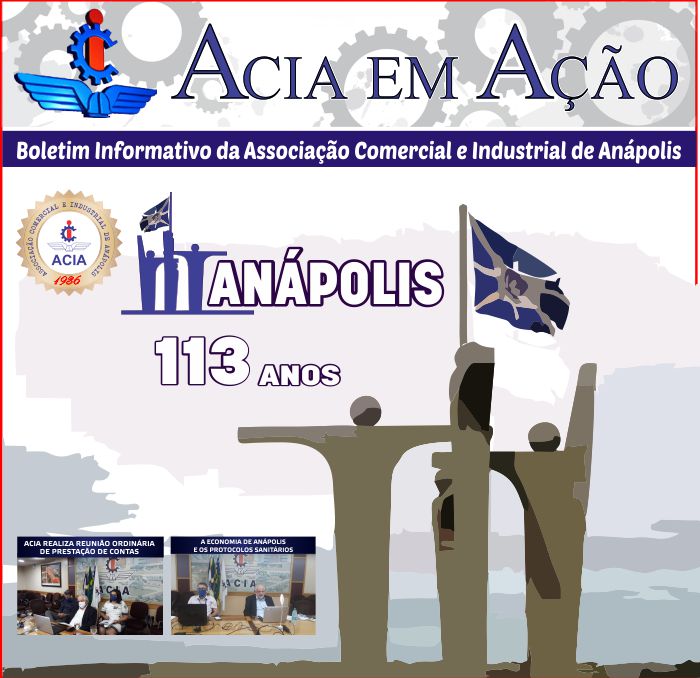 ACIA EM AÇÃO
Boletim Informativo da Associação Comercial e Industrial de Anápolis
ASSOCIAÇÃO COMERCIAL E INDUSTRIAL DE ANÁPOLIS
ACIA
1936
ANÁPOLIS
113 ANOS
ACIA REALIZA REUNIÃO ORDINÁRIA
DE PRESTAÇÃO DE CONTAS
A ECONOMIA DE ANÁPOLIS
E OS PROTOCOLOS SANITÁRIOS
ACIA
ACIA